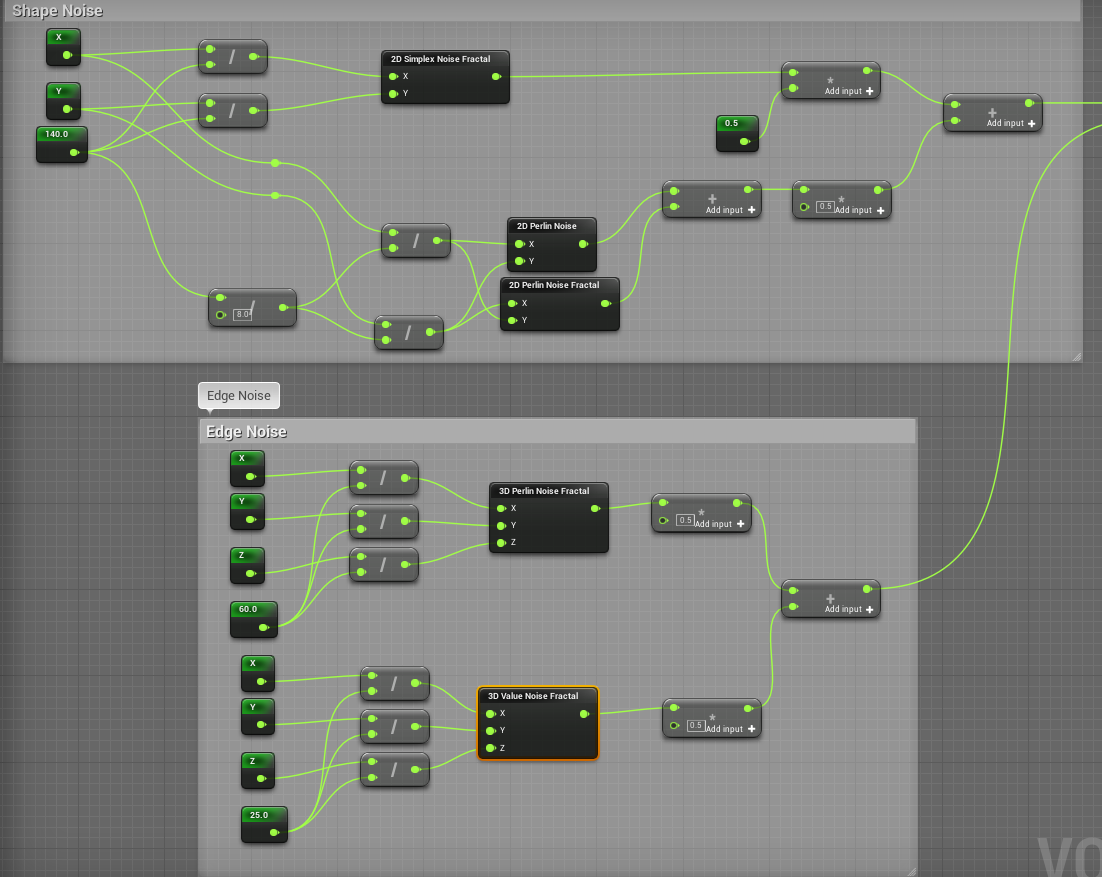 Shape Noise
X
/
2D Simplex Noise Fractal
X
Y
*
Add input +
Y
/
+
Add input +
140.0
0.5
+
Add input +
0.5
*
Add input +
/
2D Perlin Noise
X
Y
2D Perlin Noise Fractal
X
Y
8.0
/
/
Edge Noise
Edge Noise
X
/
3D Perlin Noise Fractal
X
Y
Z
0.5
*
Add input +
Y
/
Z
/
60.0
+
Add input +
X
/
3D Value Noise Fractal
X
Y
Z
0.5
*
Add input +
Y
/
Z
/
25.0